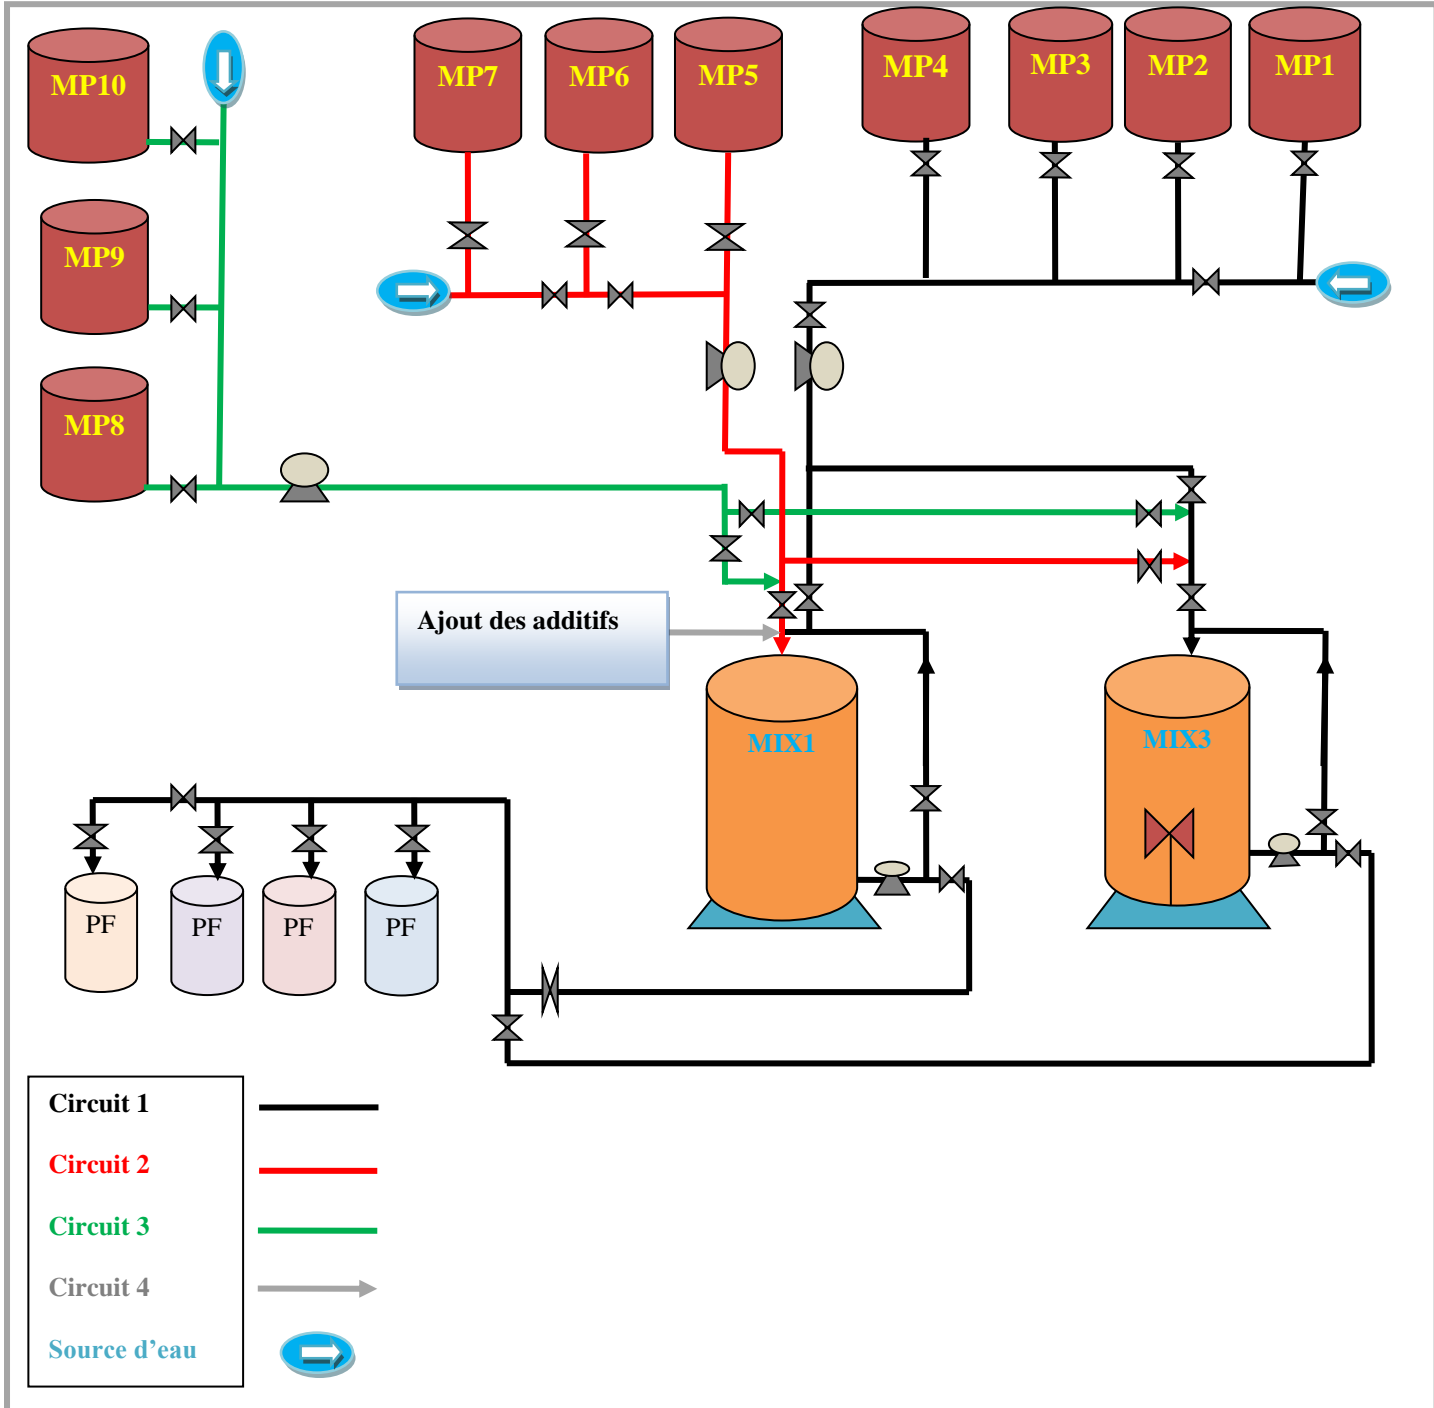 MP10
MP7
MP6
MP5
MP4
MP3
MP2
MP1
MP9
MP8
Ajout des additifs
MIX1
MIX3
PF
PF
PF
PF
Circuit 1
Circuit 2
Circuit 3
Circuit 4
Source d’eau